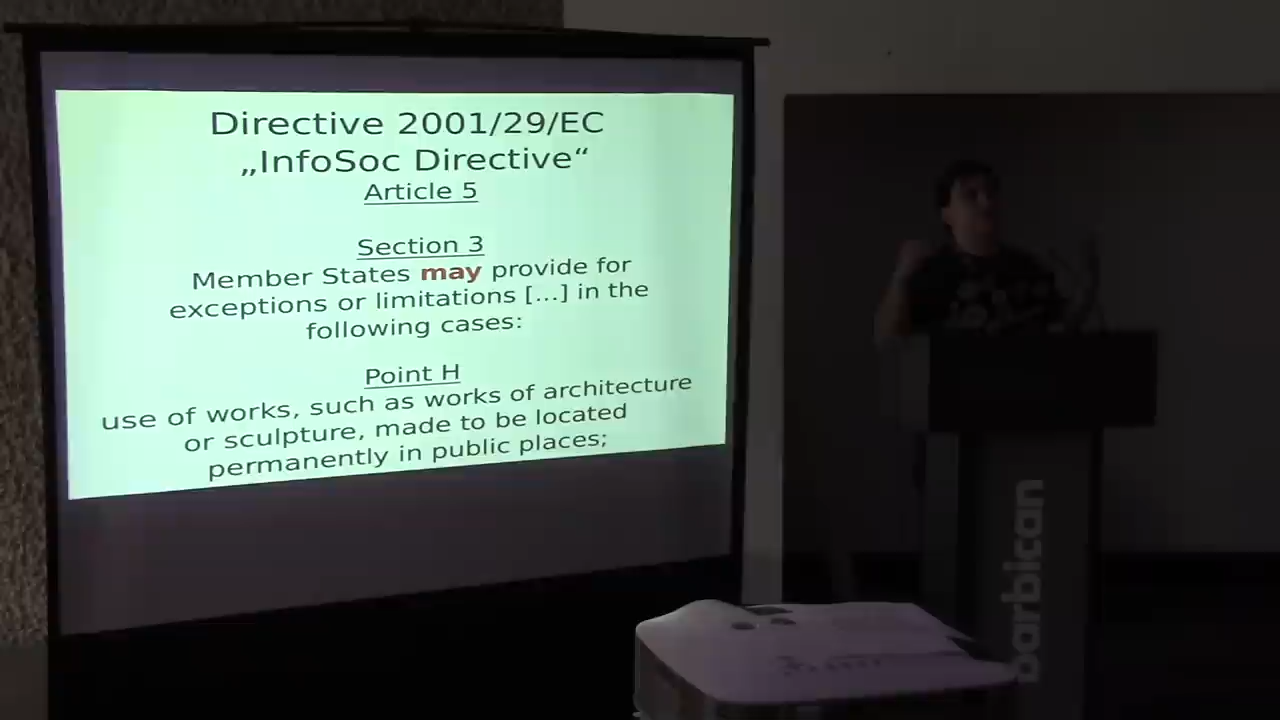 Directive 2001/29/EC
„InfoSoc Directive“
Article 5
Section 3
Member States may provide for
exceptions or limitations [...] in the
following cases:
Point H
use of works, such as works of architecture
or sculpture, made to be located
permanently in public places;
barbican